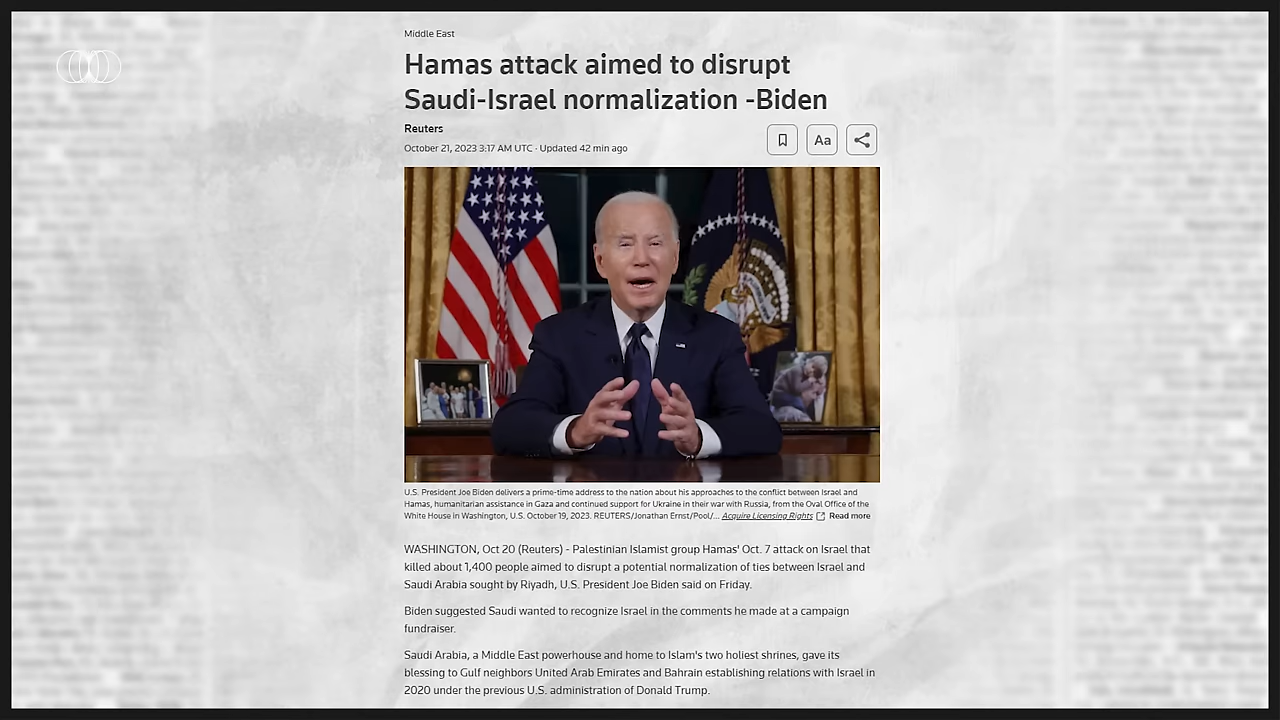 Middle East
Hamas attack aimed to disrupt
Saudi-Israel normalization -Biden
Reuters
October 21, 2023 3:17 AM UTC · Updated 42 min ago
Aa
U.S. President Joe Biden delivers a prime-time address to the nation about his approaches to the conflict between Israel and
Hamas, humanitarian assistance in Gaza and continued support for Ukraine in their war with Russia, from the Oval Office of the
White House in Washington, U.S. October 19, 2023. REUTERS/Jonathan Ernst/Pool/... Acquire Licensing Rights Read more
WASHINGTON, Oct 20 (Reuters) - Palestinian Islamist group Hamas' Oct. 7 attack on Israel that
killed about 1,400 people aimed to disrupt a potential normalization of ties between Israel and
Saudi Arabia sought by Riyadh, U.S. President Joe Biden said on Friday.
Biden suggested Saudi wanted to recognize Israel in the comments he made at a campaign
fundraiser.
Saudi Arabia, a Middle East powerhouse and home to Islam's two holiest shrines, gave its
blessing to Gulf neighbors United Arab Emirates and Bahrain establishing relations with Israel in
2020 under the previous U.S. administration of Donald Trump.